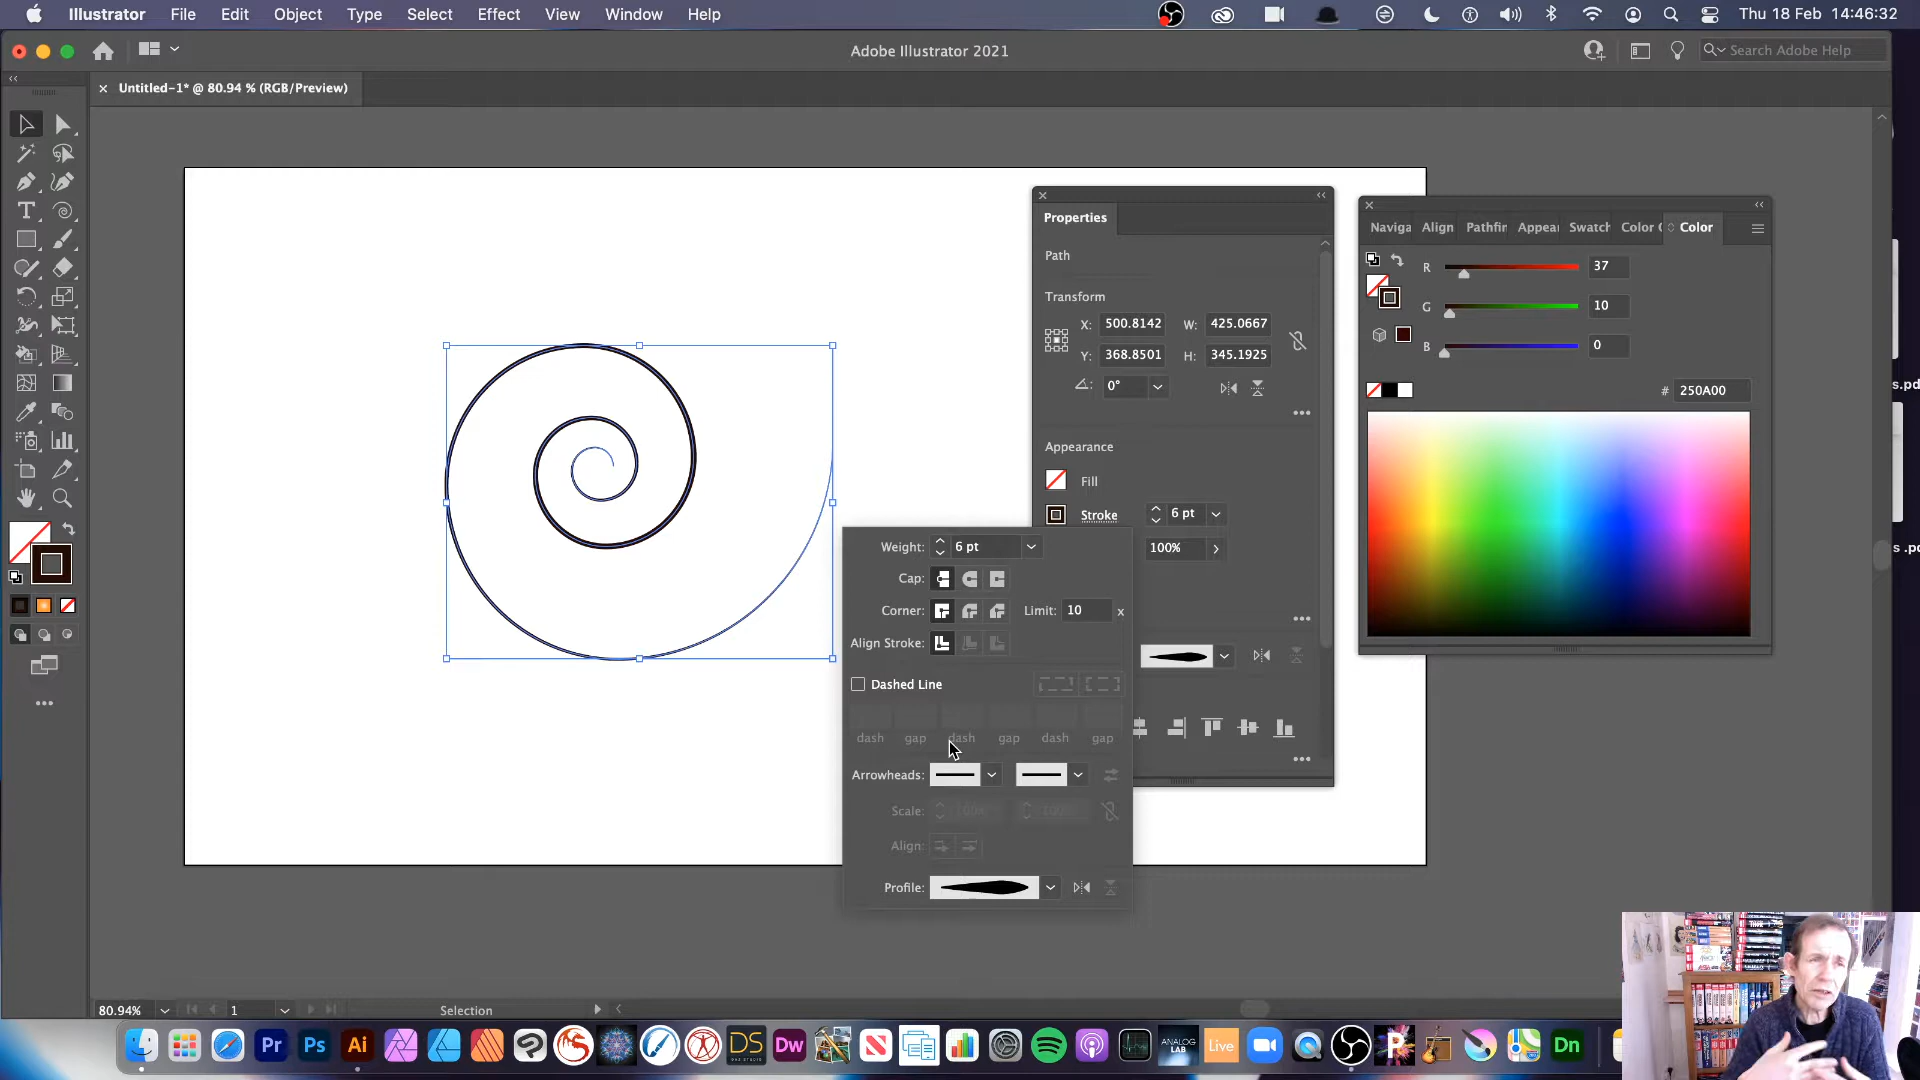 Illustrator File Edit Object Type Select Effect View Window Help
Thu 18 Feb 14:46:32
Adobe Illustrator 2021
Search Adobe Help
Untitled-1* @ 80.94 % (RGB/Preview)
Properties
Naviga Align Pathfin Appear Swatch Color Color
Path
Transform
X: 500.8142 W: 425.0667
Y: 368.8501 H: 345.1925
0°
R 37
G 10
B 0
# 250A00
Appearance
Fill
Stroke 6 pt
100%
Weight: 6 pt
Cap:
Corner: Limit: 10 x
Align Stroke:
Dashed Line
dash gap dash gap dash gap
Arrowheads:
Scale:
Align:
Profile:
s.pd
s .pd
80.94% 1 Selection
Pr Ps Ai DS Dw ANALOG LAB Live P Dn